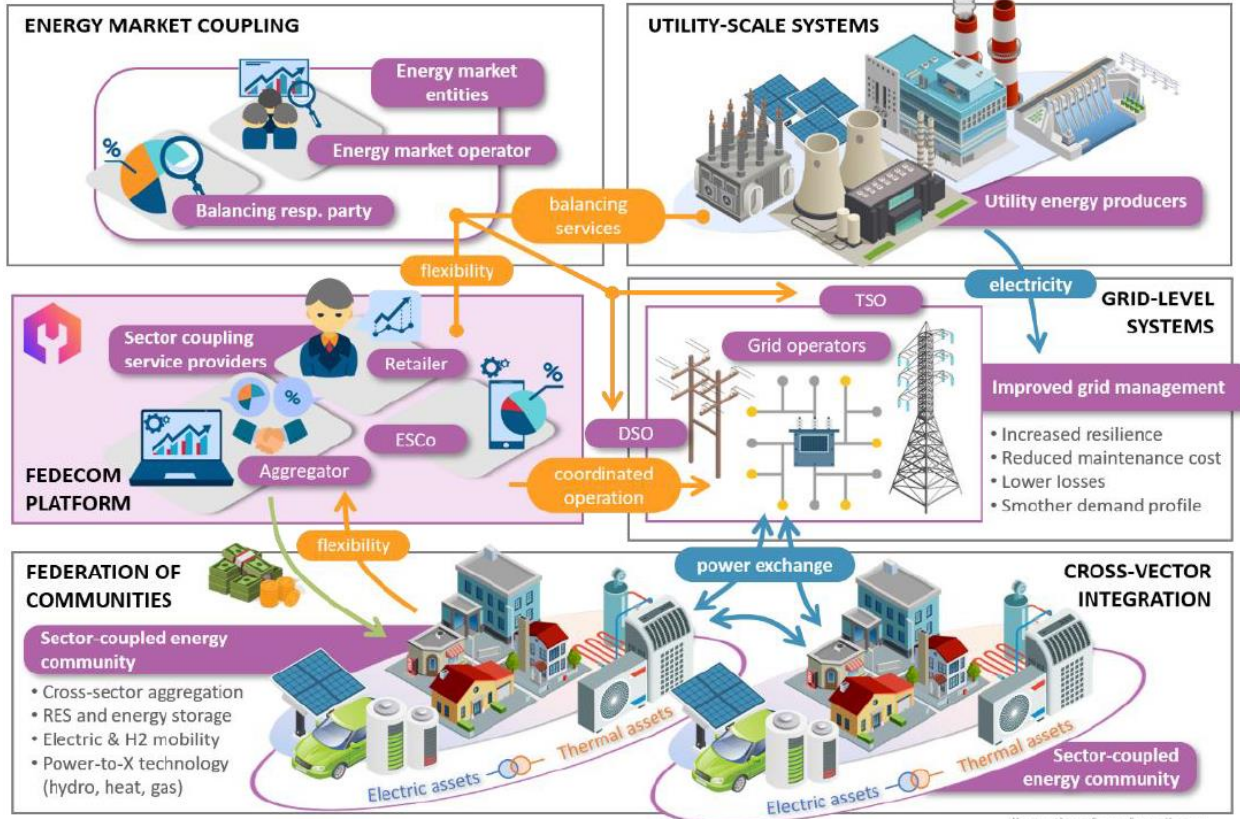 ENERGY MARKET COUPLING
Energy market
entities
Energy market operator
%
Balancing resp. party
UTILITY-SCALE SYSTEMS
Utility energy producers
balancing
services
flexibility
electricity
TSO
GRID-LEVEL
SYSTEMS
Sector coupling
service providers
Retailer
%
%
ESCo
Aggregator
FEDECOM
PLATFORM
Grid operators
DSO
coordinated
operation
Improved grid management
• Increased resilience
• Reduced maintenance cost
• Lower losses
• Smother demand profile
flexibility
power exchange
FEDERATION OF
COMMUNITIES
Sector-coupled energy
community
• Cross-sector aggregation
• RES and energy storage
• Electric & H2 mobility
• Power-to-X technology
(hydro, heat, gas)
Electric assets
Thermal assets
CROSS-VECTOR
INTEGRATION
Electric assets
Thermal assets
Sector-coupled
energy community